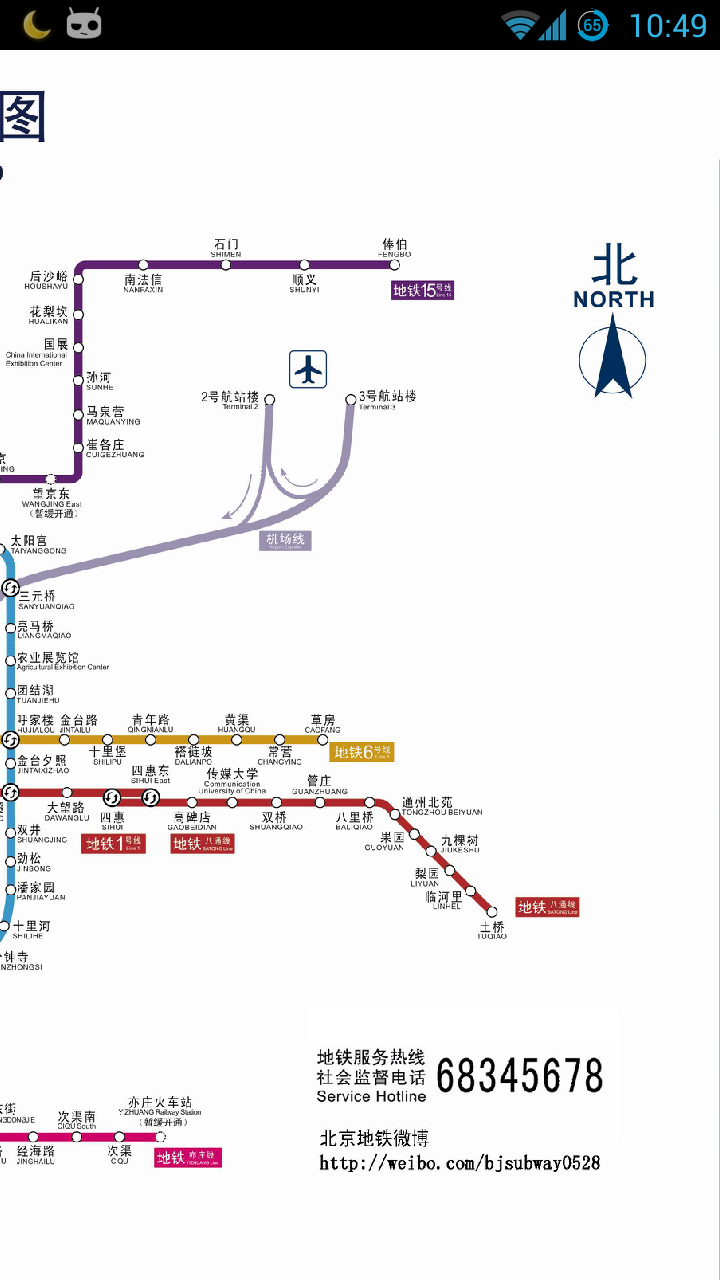 65
10:49
图
北
NORTH
石门
SHIMEN
俸伯
FENGBO
后沙峪
HOUSHAYU
南法信
NANFAXIN
顺义
SHUNYI
地铁15号线
花梨坎
HUALIKAN
国展
China International
Exhibition Center
孙河
SUNHE
马泉营
MAQUANYING
崔各庄
CUIGEZHUANG
望京东
WANGJING East
(暂缓开通)
2号航站楼
Terminal 2
3号航站楼
Terminal 3
机场线
Airport Express
太阳宫
TAIYANGGONG
三元桥
SANYUANQIAO
亮马桥
LIANGMAQIAO
农业展览馆
Agricultural Exhibition Center
团结湖
TUANJIEHU
呼家楼
HUJIALOU
金台路
JINTAILU
青年路
QINGNIANLU
黄渠
HUANGQU
草房
CAOFANG
地铁6号线
十里堡
SHILIPU
褡裢坡
DALIANPO
常营
CHANGYING
金台夕照
JINTAIXIZHAO
四惠东
SIHUI East
传媒大学
Communication
University of China
管庄
GUANZHUANG
大望路
DAWANGLU
四惠
SIHUI
高碑店
GAOBEIDIAN
双桥
SHUANGQIAO
八里桥
BALIQIAO
通州北苑
TONGZHOU BEIYUAN
地铁1号线
地铁八通线
BATONG Line
果园
GUOYUAN
九棵树
JIUKESHU
梨园
LIYUAN
临河里
LINHELI
地铁八通线
BATONG Line
土桥
TUQIAO
双井
SHUANGJING
劲松
JINSONG
潘家园
PANJIAYUAN
十里河
SHILIHE
钟寺
NZHONGSI
地铁服务热线
社会监督电话
Service Hotline
68345678
北京地铁微博
http://weibo.com/bjsubway0528
街
NGDONGJIE
次渠南
CIQU South
亦庄火车站
YIZHUANG Railway Station
(暂缓开通)
经海路
JINGHAILU
次渠
CIQU
地铁亦庄线
YIZHUANG Line